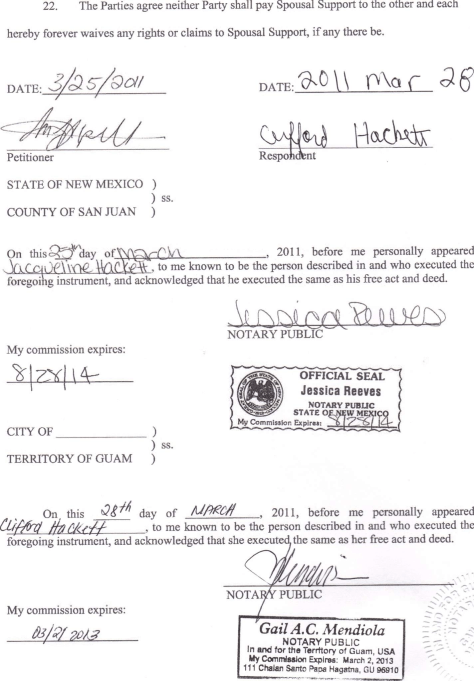 22. The Parties agree neither Party shall pay Spousal Support to the other and each
hereby forever waives any rights or claims to Spousal Support, if any there be.
DATE: 3/25/2011
DATE: 2011 Mar 28
Clifford Hackett
Petitioner
Respondent
STATE OF NEW MEXICO )
) ss.
COUNTY OF SAN JUAN )
On this 25th day of March, 2011, before me personally appeared
Jacqueline Hackett, to me known to be the person described in and who executed the
foregoing instrument, and acknowledged that he executed the same as his free act and deed.
Jessica Reeves
NOTARY PUBLIC
My commission expires:
8/28/14
OFFICIAL SEAL
Jessica Reeves
NOTARY PUBLIC
STATE OF NEW MEXICO
My Commission Expires: 8/28/14
CITY OF ____________ )
) ss.
TERRITORY OF GUAM )
On this 28th day of MARCH, 2011, before me personally appeared
Clifford Hackett, to me known to be the person described in and who executed the
foregoing instrument, and acknowledged that she executed the same as her free act and deed.
NOTARY PUBLIC
My commission expires:
03/2/2013
Gail A.C. Mendiola
NOTARY PUBLIC
In and for the Territory of Guam, USA
My Commission Expires: March 2, 2013
111 Chalan Santo Papa Hagatna, GU 96910